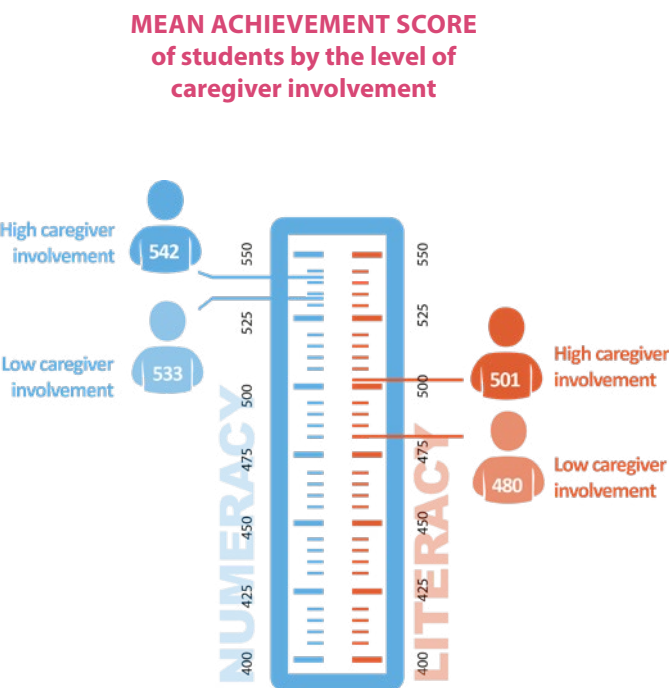 MEAN ACHIEVEMENT SCORE
of students by the level of
caregiver involvement
High caregiver
involvement
542
Low caregiver
involvement
533
NUMERACY
550
525
500
475
450
425
400
550
525
500
475
450
425
400
LITERACY
501
High caregiver
involvement
480
Low caregiver
involvement